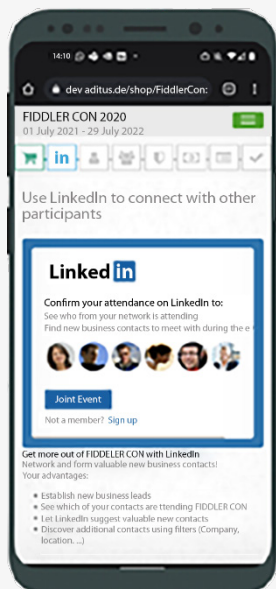 14:10
dev aditus.de/shop/FiddlerCon:
FIDDLER CON 2020
01 July 2021 - 29 July 2022
in
Use LinkedIn to connect with other
participants
Linked in
Confirm your attendance on LinkedIn to:
See who from your network is attending
Find new business contacts to meet with during the e
Joint Event
Not a member? Sign up
Get more out of FIDDELER CON with LinkedIn
Network and form valuable new business contacts!
Your advantages:
Establish new business leads
See which of your contacts are ttending FIDDLER CON
Let LinkedIn suggest valuable new contacts
Discover additional contacts using filters (Company,
location, ...)